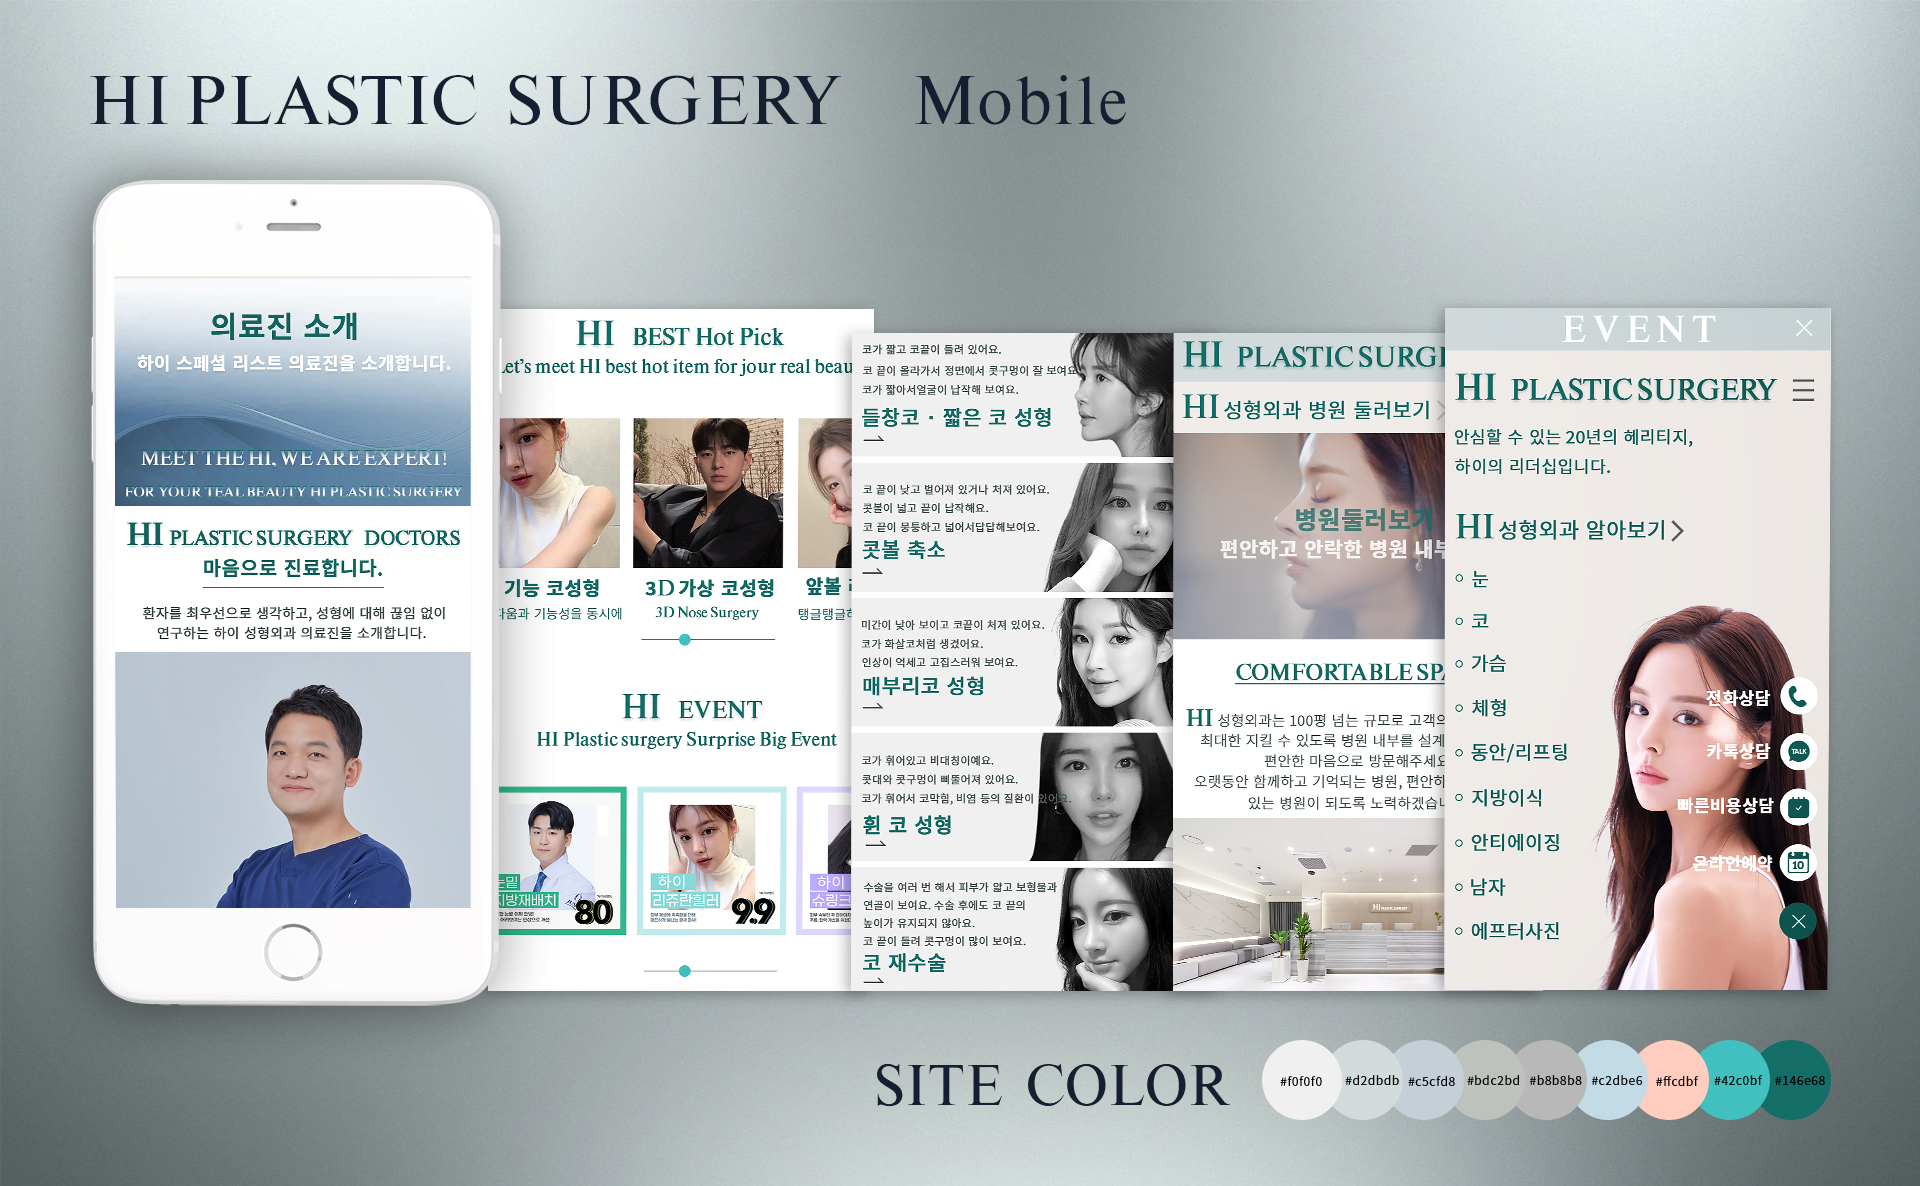 HI PLASTIC SURGERY Mobile
의료진 소개
하이 스페셜 리스트 의료진을 소개합니다.
MEET THE HI, WE ARE EXPERT!
FOR YOUR TEAL BEAUTY HI PLASTIC SURGERY
HI PLASTIC SURGERY DOCTORS
마음으로 진료합니다.
환자를 최우선으로 생각하고, 성형에 대해 끊임 없이
연구하는 하이 성형외과 의료진을 소개합니다.
HI BEST Hot Pick
Let's meet HI best hot item for jour real beau
기능 코성형
다움과 기능성을 동시에
3D 가상 코성형
3D Nose Surgery
앞볼
탱글탱글하
HI EVENT
HI Plastic surgery Surprise Big Event
눈밑
지방재배치
80
하이
리쥬란힐러
9.9
하이
슈링크
코가 짧고 코끝이 들려 있어요.
코 끝이 올라가서 정면에서 콧구멍이 잘 보여요
코가 짧아서얼굴이 납작해 보여요.
들창코 · 짧은 코 성형
코 끝이 낮고 벌어져 있거나 처져 있어요.
콧볼이 넓고 끝이 납작해요.
코 끝이 뭉툭하고 넓어서답답해보여요.
콧볼 축소
미간이 낮아 보이고 코끝이 처져 있어요.
코가 화살코처럼 생겼어요.
인상이 억세고 고집스러워 보여요.
매부리코 성형
코가 휘어있고 비대칭이예요.
콧대와 콧구멍이 삐뚤어져 있어요.
코가 휘어서 코막힘, 비염 등의 질환이 있어요.
휜 코 성형
수술을 여러 번 해서 피부가 얇고 보형물과
연골이 보여요. 수술 후에도 코 끝의
높이가 유지되지 않아요.
코 끝이 들려 콧구멍이 많이 보여요.
코 재수술
HI PLASTIC SURGE
HI 성형외과 병원 둘러보기
병원둘러보기
편안하고 안락한 병원 내부
COMFORTABLE SPA
HI 성형외과는 100평 넘는 규모로 고객의
최대한 지킬 수 있도록 병원 내부를 설계
편안한 마음으로 방문해주세요
오랫동안 함께하고 기억되는 병원, 편안하
있는 병원이 되도록 노력하겠습니
HI PLASTIC SURGERY
EVENT
HI PLASTIC SURGERY
안심할 수 있는 20년의 헤리티지,
하이의 리더십입니다.
HI 성형외과 알아보기
눈
코
가슴
체형
동안/리프팅
지방이식
안티에이징
남자
에프터사진
전화상담
카톡상담
TALK
빠른비용상담
온라인예약
10
SITE COLOR
#f0f0f0 #d2dbdb #c5cfd8 #bdc2bd #b8b8b8 #c2dbe6 #ffcdbf #42c0bf #146e68